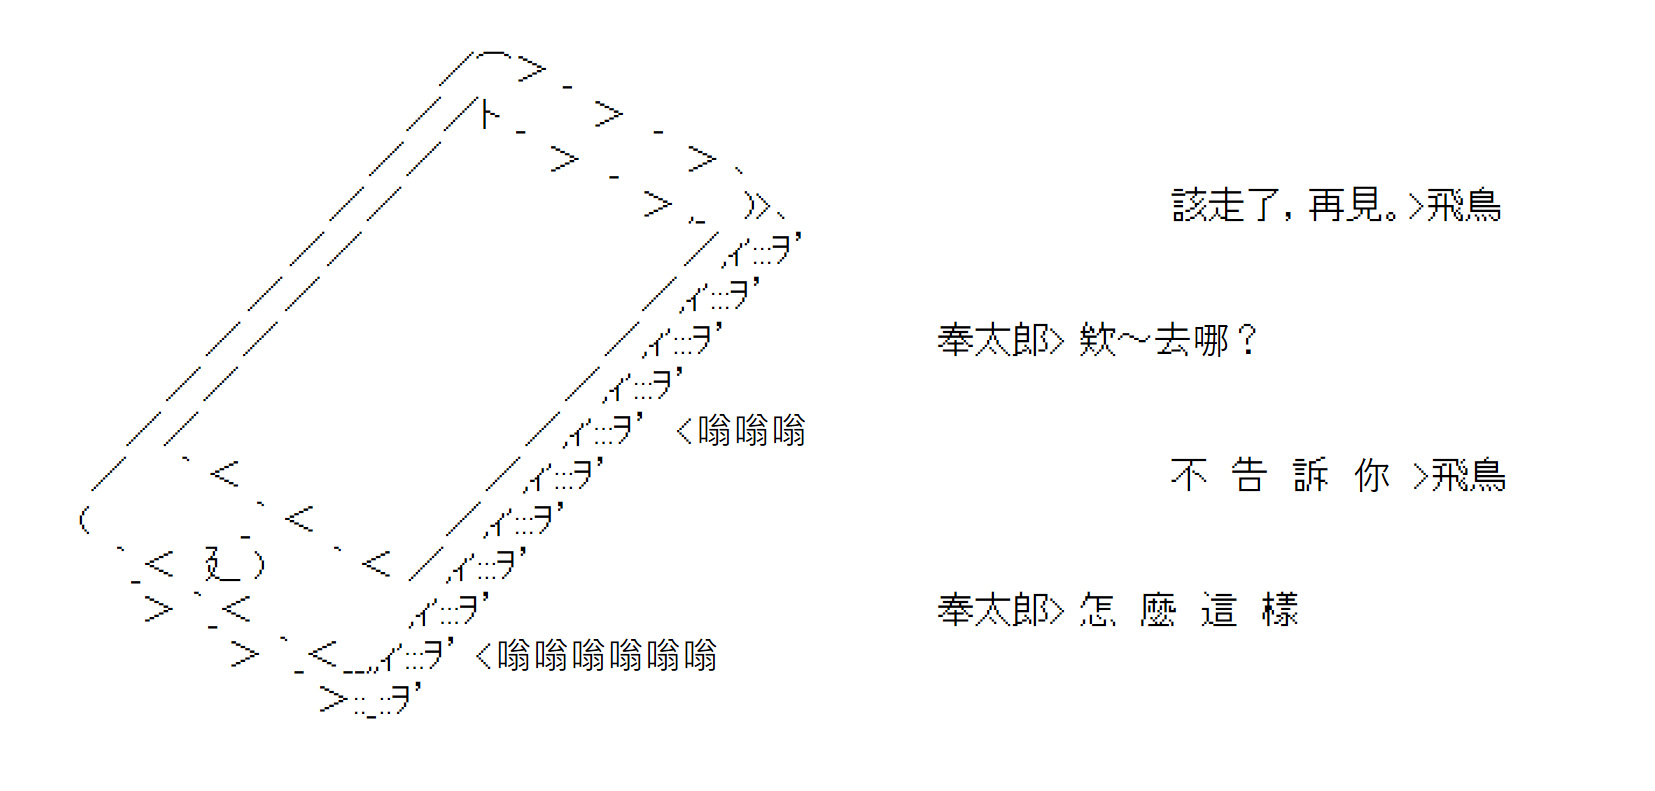 該走了，再見。>飛鳥
奉太郎> 欸～去哪？
<嗡嗡嗡
不 告 訴 你 >飛鳥
奉太郎> 怎 麼 這 樣
<嗡嗡嗡嗡嗡嗡